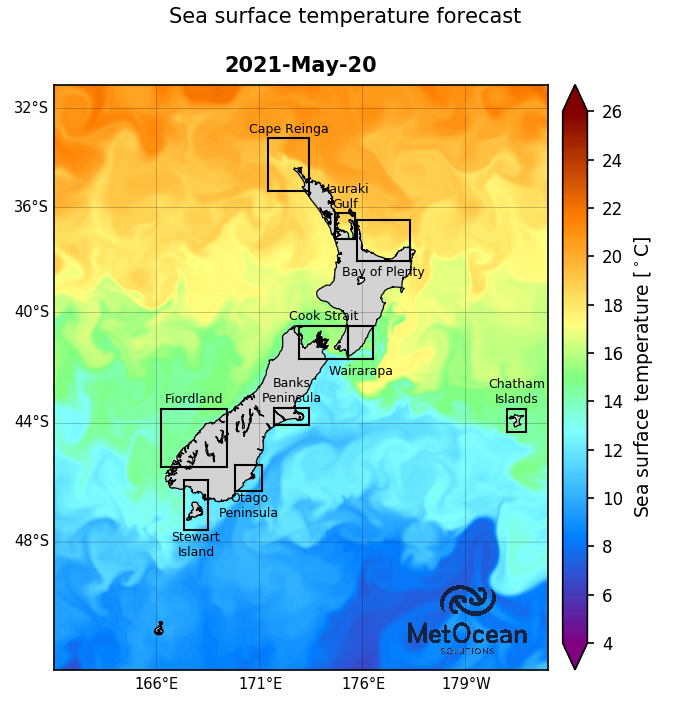 Sea surface temperature forecast
2021-May-20
32°S
36°S
40°S
44°S
48°S
166°E
171°E
176°E
179°W
Cape Reinga
Hauraki
Gulf
Bay of Plenty
Cook Strait
Wairarapa
Banks
Peninsula
Chatham
Islands
Fiordland
Otago
Peninsula
Stewart
Island
MetOcean
SOLUTIONS
26
24
22
20
18
16
14
12
10
8
6
4
Sea surface temperature [°C]